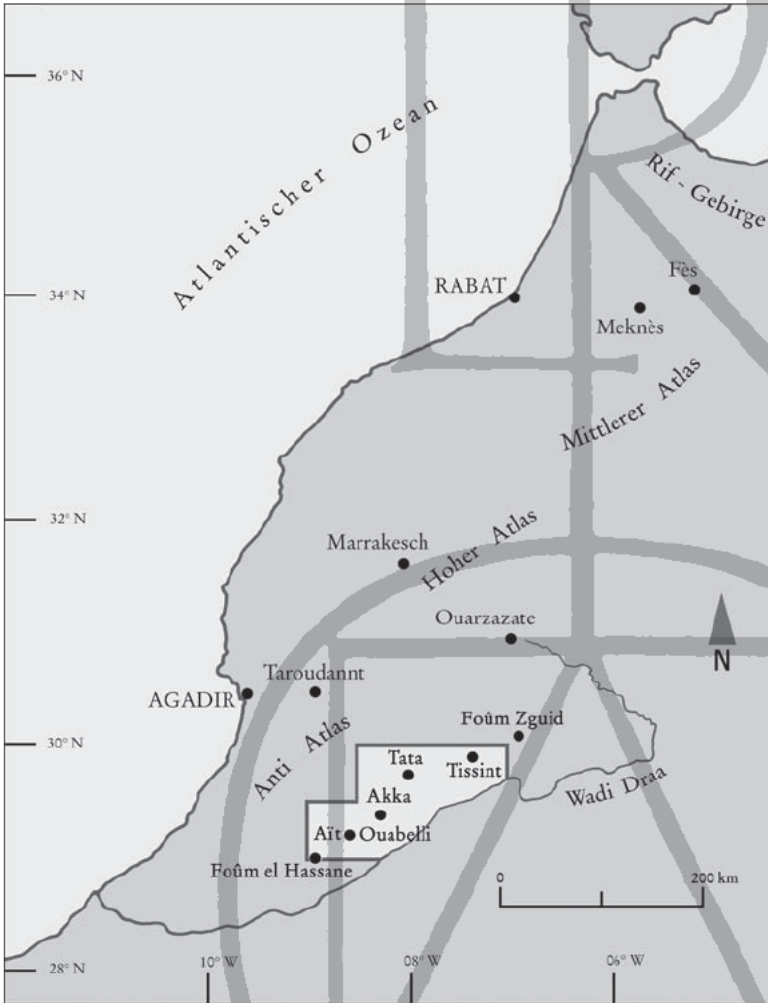 36° N
Atlantischer Ozean
Rif - Gebirge
34° N
RABAT
Fès
Meknès
Mittlerer Atlas
32° N
Marrakesch
Hoher Atlas
Ouarzazate
N
AGADIR
Taroudannt
30° N
Anti Atlas
Foûm Zguid
Tata
Tissint
Wadi Draa
Akka
Aït Ouabelli
Foûm el Hassane
0 200 km
28° N
10° W 08° W 06° W